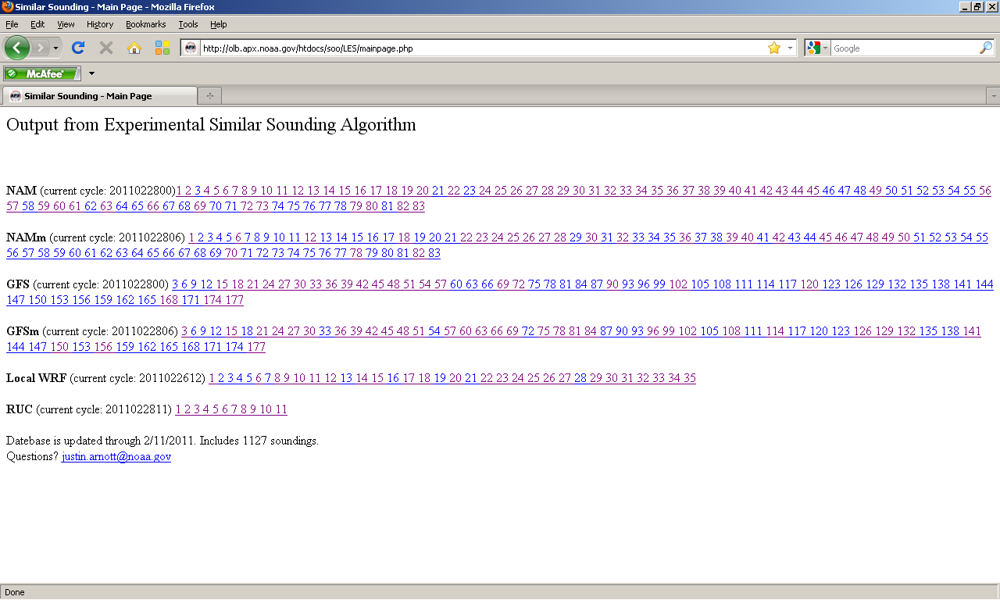 Similar Sounding - Main Page - Mozilla Firefox
File Edit View History Bookmarks Tools Help
http://olb.apx.noaa.gov/htdocs/soo/LES/mainpage.php
Google
McAfee
Similar Sounding - Main Page
Output from Experimental Similar Sounding Algorithm
NAM (current cycle: 2011022800)1 2 3 4 5 6 7 8 9 10 11 12 13 14 15 16 17 18 19 20 21 22 23 24 25 26 27 28 29 30 31 32 33 34 35 36 37 38 39 40 41 42 43 44 45 46 47 48 49 50 51 52 53 54 55 56
57 58 59 60 61 62 63 64 65 66 67 68 69 70 71 72 73 74 75 76 77 78 79 80 81 82 83
NAMm (current cycle: 2011022806) 1 2 3 4 5 6 7 8 9 10 11 12 13 14 15 16 17 18 19 20 21 22 23 24 25 26 27 28 29 30 31 32 33 34 35 36 37 38 39 40 41 42 43 44 45 46 47 48 49 50 51 52 53 54 55
56 57 58 59 60 61 62 63 64 65 66 67 68 69 70 71 72 73 74 75 76 77 78 79 80 81 82 83
GFS (current cycle: 2011022800) 3 6 9 12 15 18 21 24 27 30 33 36 39 42 45 48 51 54 57 60 63 66 69 72 75 78 81 84 87 90 93 96 99 102 105 108 111 114 117 120 123 126 129 132 135 138 141 144
147 150 153 156 159 162 165 168 171 174 177
GFSm (current cycle: 2011022806) 3 6 9 12 15 18 21 24 27 30 33 36 39 42 45 48 51 54 57 60 63 66 69 72 75 78 81 84 87 90 93 96 99 102 105 108 111 114 117 120 123 126 129 132 135 138 141
144 147 150 153 156 159 162 165 168 171 174 177
Local WRF (current cycle: 2011022612) 1 2 3 4 5 6 7 8 9 10 11 12 13 14 15 16 17 18 19 20 21 22 23 24 25 26 27 28 29 30 31 32 33 34 35
RUC (current cycle: 2011022811) 1 2 3 4 5 6 7 8 9 10 11
Datebase is updated through 2/11/2011. Includes 1127 soundings.
Questions? justin.arnott@noaa.gov
Done